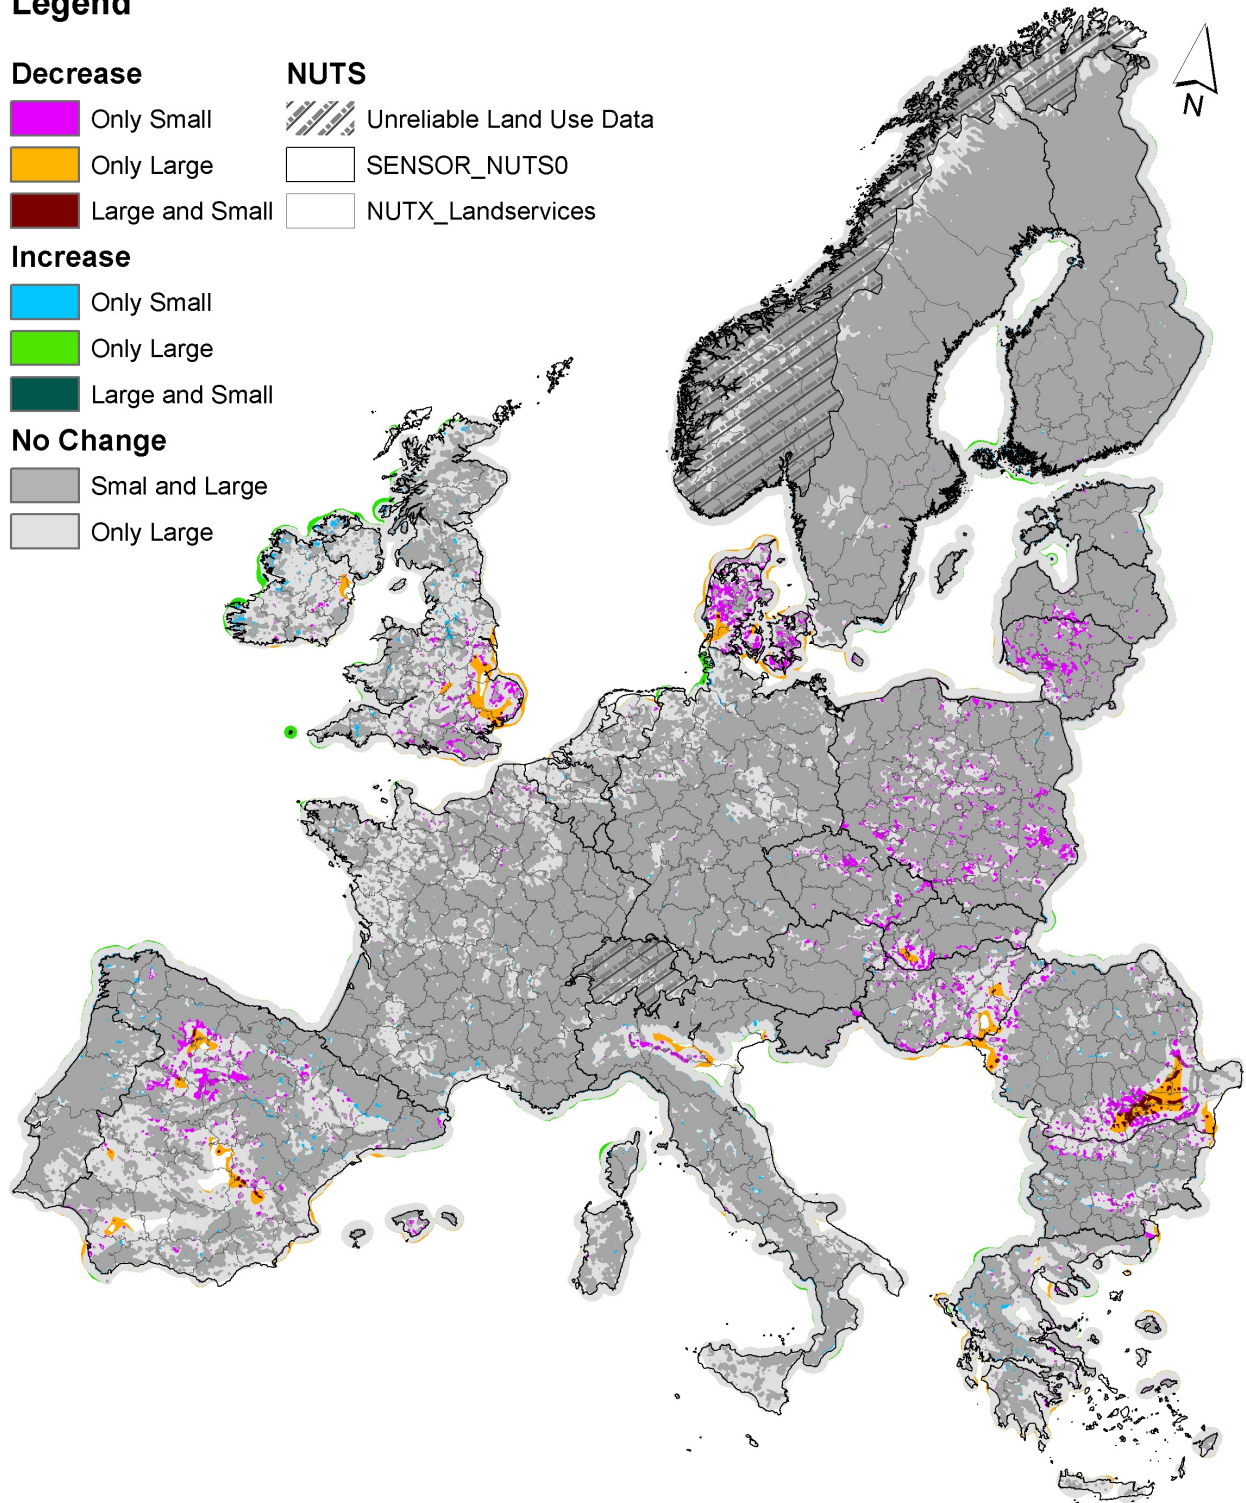 Legend
Decrease
Only Small
Only Large
Large and Small
Increase
Only Small
Only Large
Large and Small
No Change
Smal and Large
Only Large
NUTS
Unreliable Land Use Data
SENSOR_NUTS0
NUTX_Landservices
N